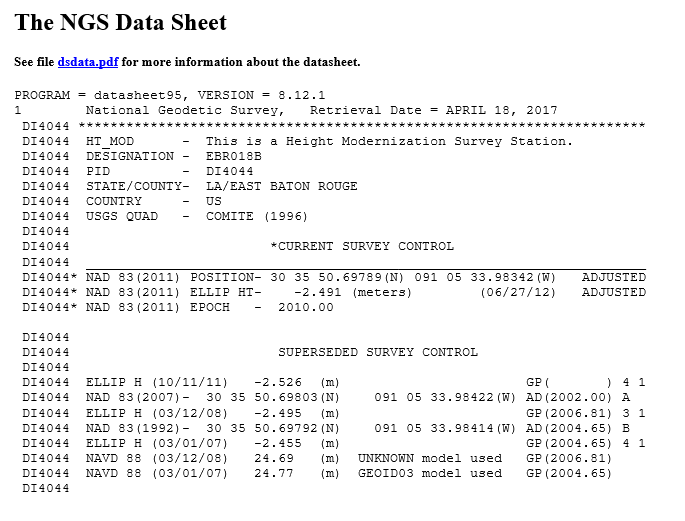 The NGS Data Sheet
See file dsdata.pdf for more information about the datasheet.
PROGRAM = datasheet95, VERSION = 8.12.1
1        National Geodetic Survey,   Retrieval Date = APRIL 18, 2017
 DI4044 ***********************************************************************
 DI4044  HT_MOD      -  This is a Height Modernization Survey Station.
 DI4044  DESIGNATION -  EBR018B
 DI4044  PID         -  DI4044
 DI4044  STATE/COUNTY-  LA/EAST BATON ROUGE
 DI4044  COUNTRY     -  US
 DI4044  USGS QUAD   -  COMITE (1996)
 DI4044
 DI4044                         *CURRENT SURVEY CONTROL
 DI4044  ______________________________________________________________________
 DI4044* NAD 83(2011) POSITION- 30 35 50.69789(N) 091 05 33.98342(W)   ADJUSTED
 DI4044* NAD 83(2011) ELLIP HT-    -2.491 (meters)        (06/27/12)   ADJUSTED
 DI4044* NAD 83(2011) EPOCH   -  2010.00
 DI4044
 DI4044                          SUPERSEDED SURVEY CONTROL
 DI4044
 DI4044  ELLIP H (10/11/11)   -2.526  (m)                       GP(       ) 4 1
 DI4044  NAD 83(2007)-  30 35 50.69803(N)    091 05 33.98422(W) AD(2002.00) A
 DI4044  ELLIP H (03/12/08)   -2.495  (m)                       GP(2006.81) 3 1
 DI4044  NAD 83(1992)-  30 35 50.69792(N)    091 05 33.98414(W) AD(2004.65) B
 DI4044  ELLIP H (03/01/07)   -2.455  (m)                       GP(2004.65) 4 1
 DI4044  NAVD 88 (03/12/08)   24.69   (m)  UNKNOWN model used   GP(2006.81)
 DI4044  NAVD 88 (03/01/07)   24.77   (m)  GEOID03 model used   GP(2004.65)
 DI4044